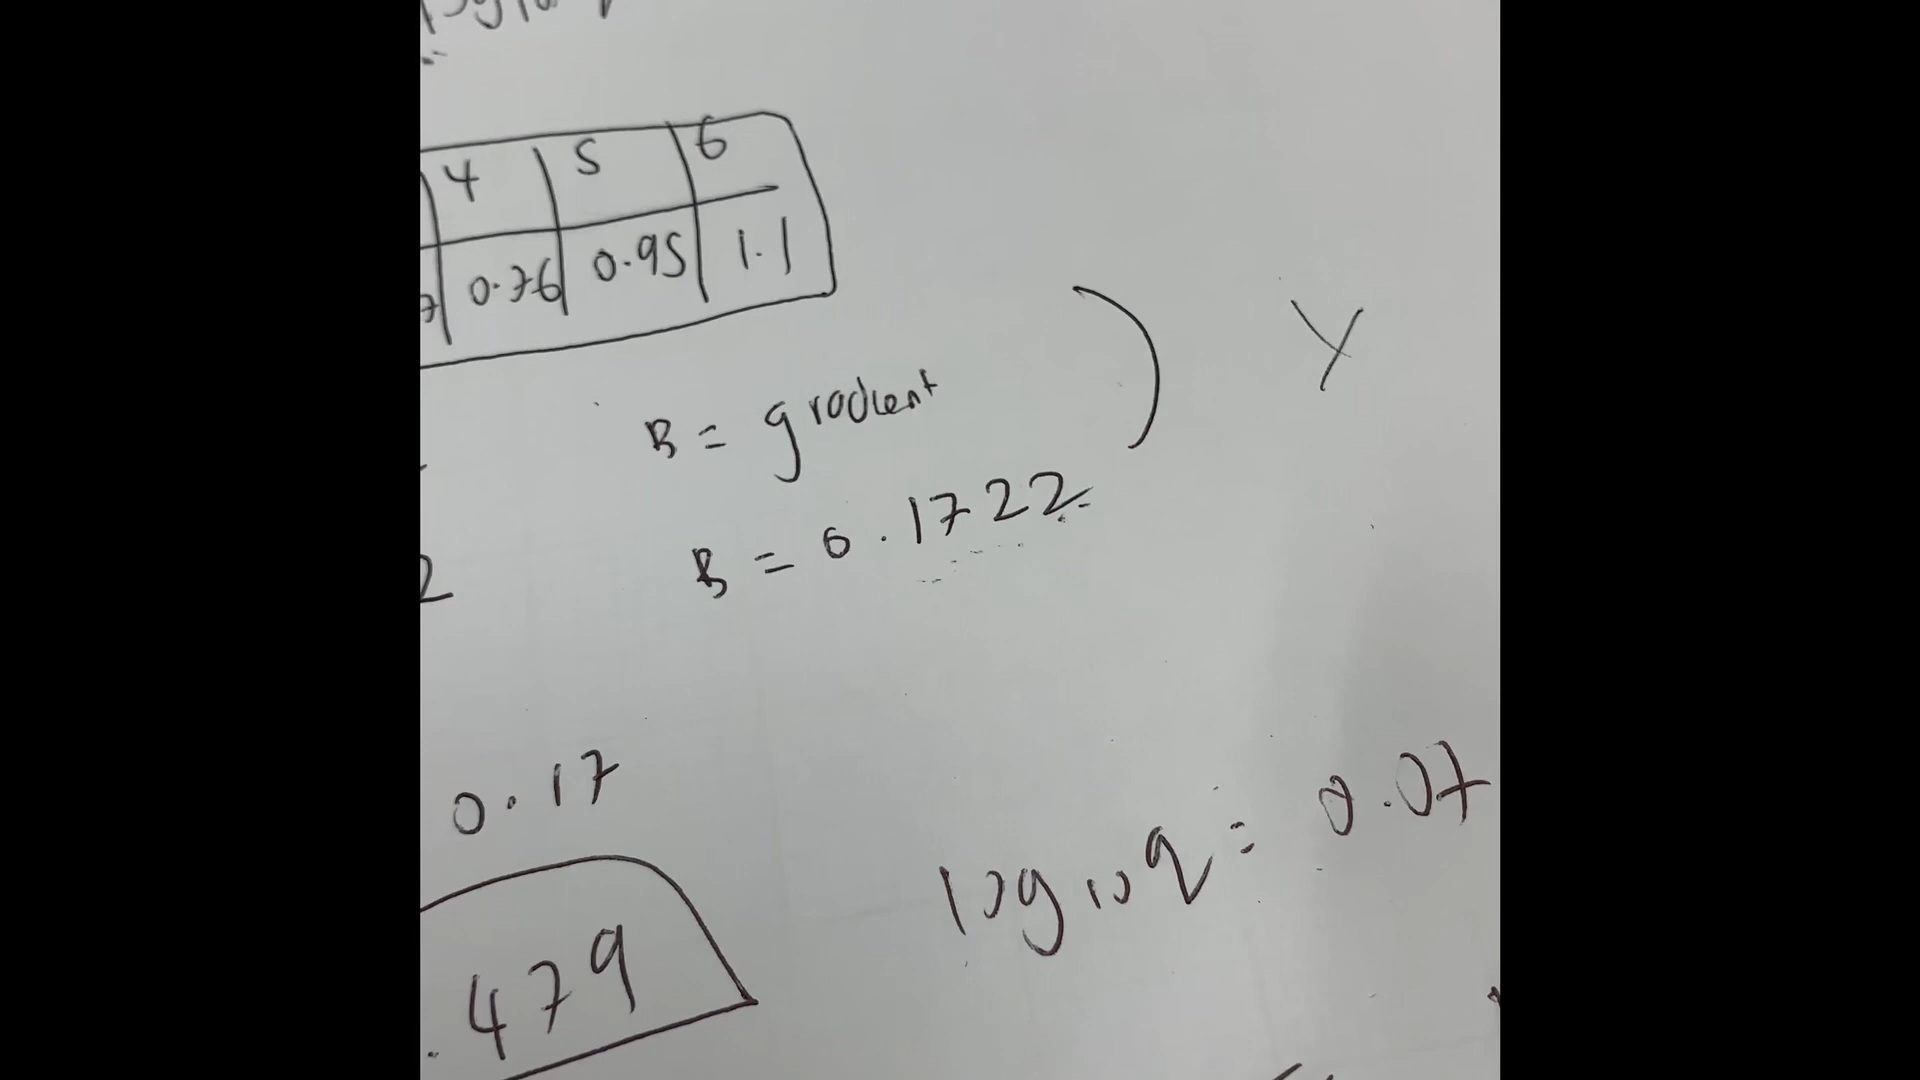 4 5 6
7 0.76 0.95 1.1
B = gradient
Y
B = 0.1722
2
0.17
log10 q = 0.07
.479